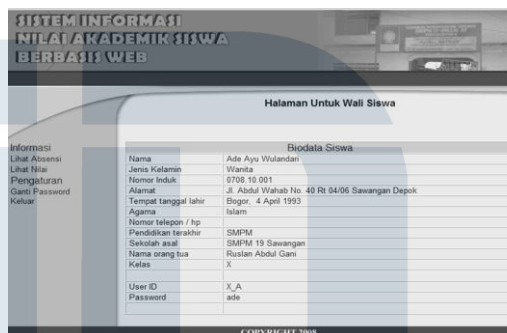 SISTEM INFORMASI
NILAI AKADEMIK SISWA
BERBASIS WEB
Halaman Untuk Wali Siswa
Informasi
Lihat Absensi
Lihat Nilai
Pengaturan
Ganti Password
Keluar
Biodata Siswa
Nama Ade Ayu Wulandari
Jenis Kelamin Wanita
Nomor Induk 0708.10.001
Alamat Jl. Abdul Wahab No. 40 Rt 04/06 Sawangan Depok
Tempat tanggal lahir Bogor, 4 April 1993
Agama Islam
Nomor telepon / hp
Pendidikan terakhir SMPM
Sekolah asal SMPM 19 Sawangan
Nama orang tua Ruslan Abdul Gani
Kelas X
User ID X_A
Password ade
COPYRIGHT 2008